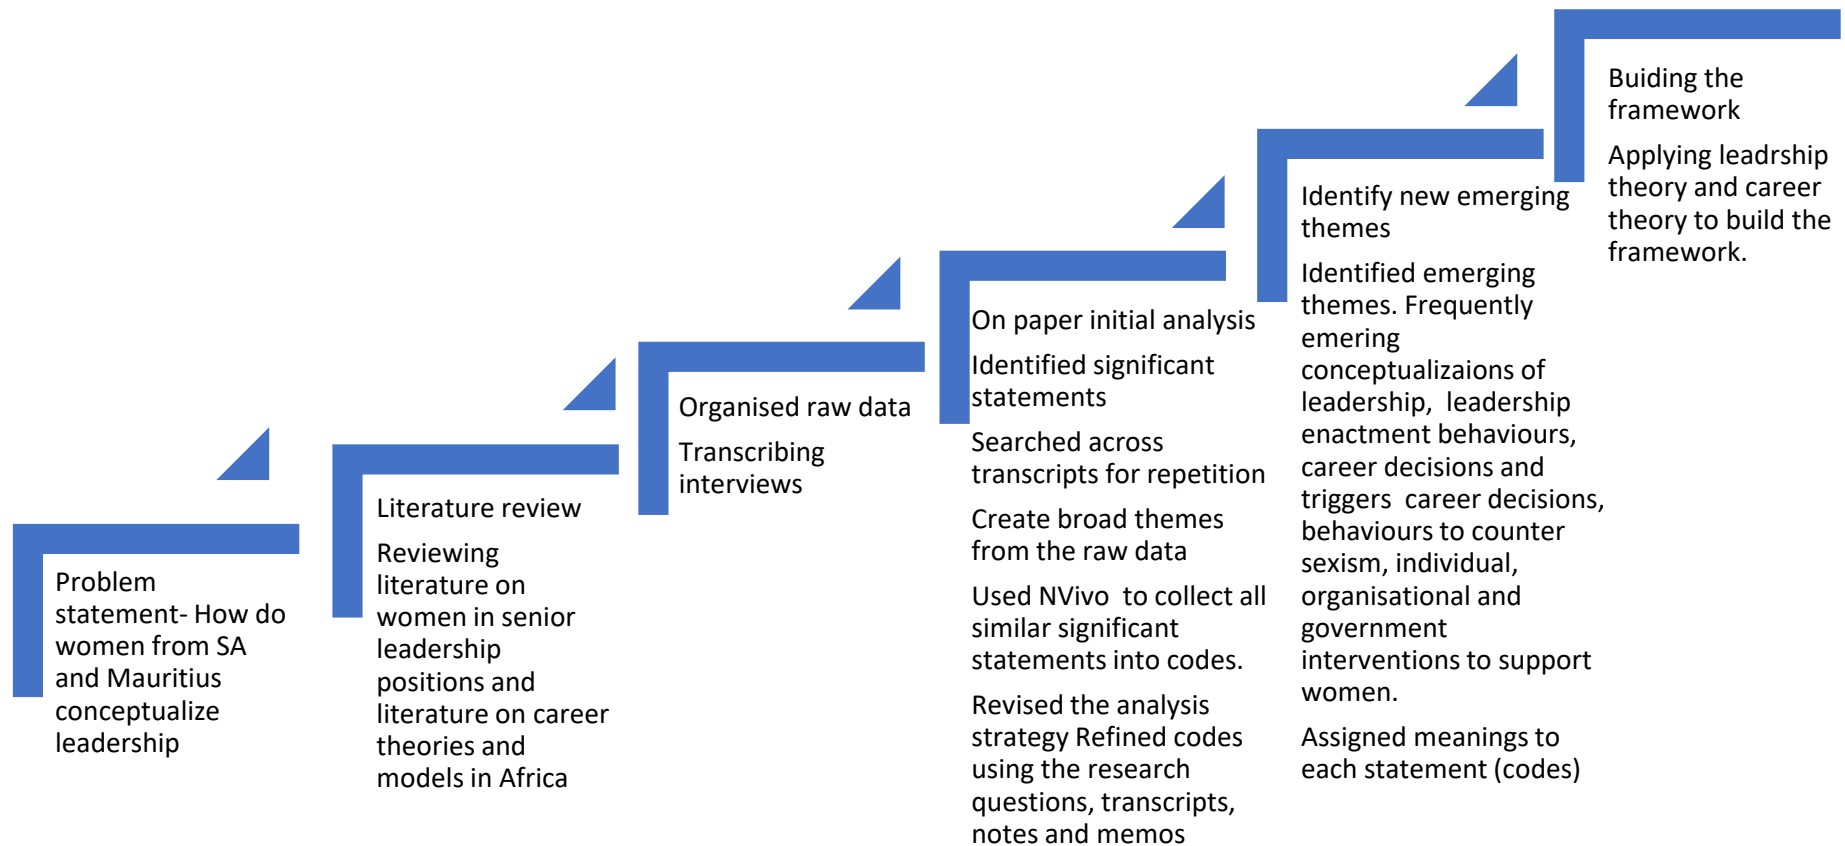 Problem
statement- How do
women from SA
and Mauritius
conceptualize
leadership
Literature review
Reviewing
literature on
women in senior
leadership
positions and
literature on career
theories and
models in Africa
Organised raw data
Transcribing
interviews
On paper initial analysis
Identified significant
statements
Searched across
transcripts for repetition
Create broad themes
from the raw data
Used NVivo to collect all
similar significant
statements into codes.
Revised the analysis
strategy Refined codes
using the research
questions, transcripts,
notes and memos
Identify new emerging
themes
Identified emerging
themes. Frequently
emering
conceptualizaions of
leadership, leadership
enactment behaviours,
career decisions and
triggers career decisions,
behaviours to counter
sexism, individual,
organisational and
government
interventions to support
women.
Assigned meanings to
each statement (codes)
Buiding the
framework
Applying leadrship
theory and career
theory to build the
framework.